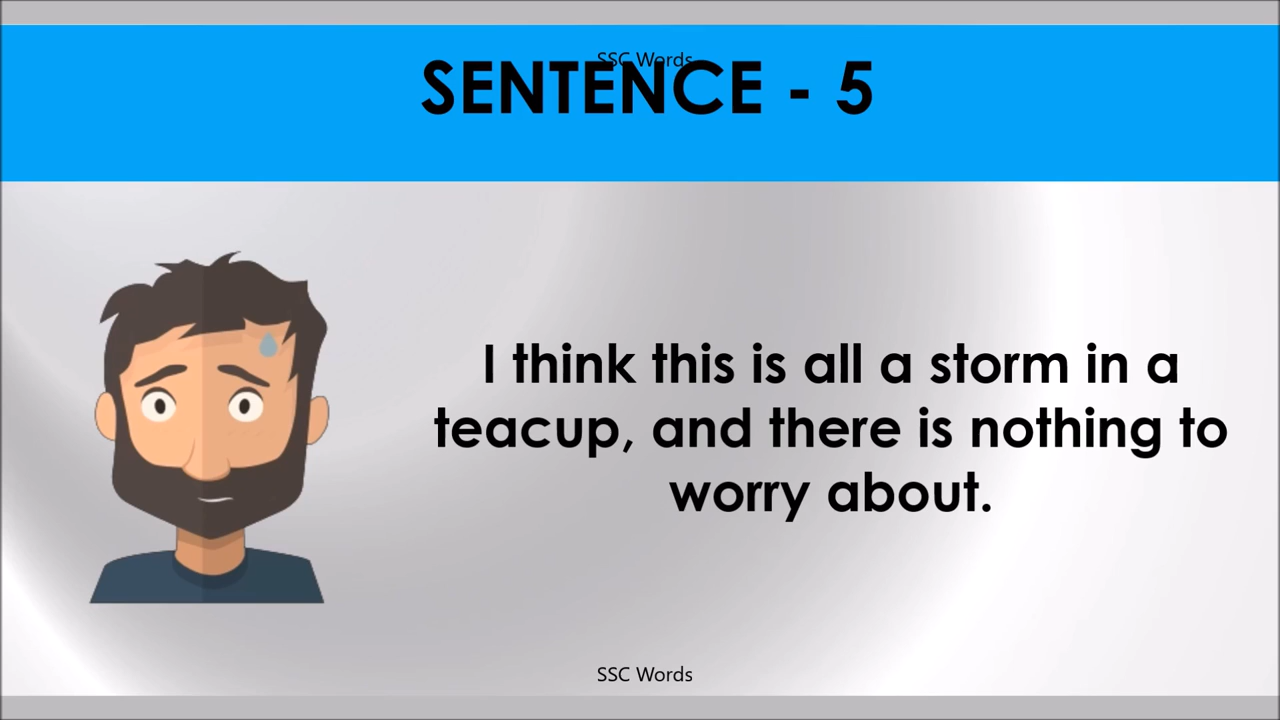 SSC Words
SENTENCE - 5
I think this is all a storm in a
teacup, and there is nothing to
worry about.
SSC Words